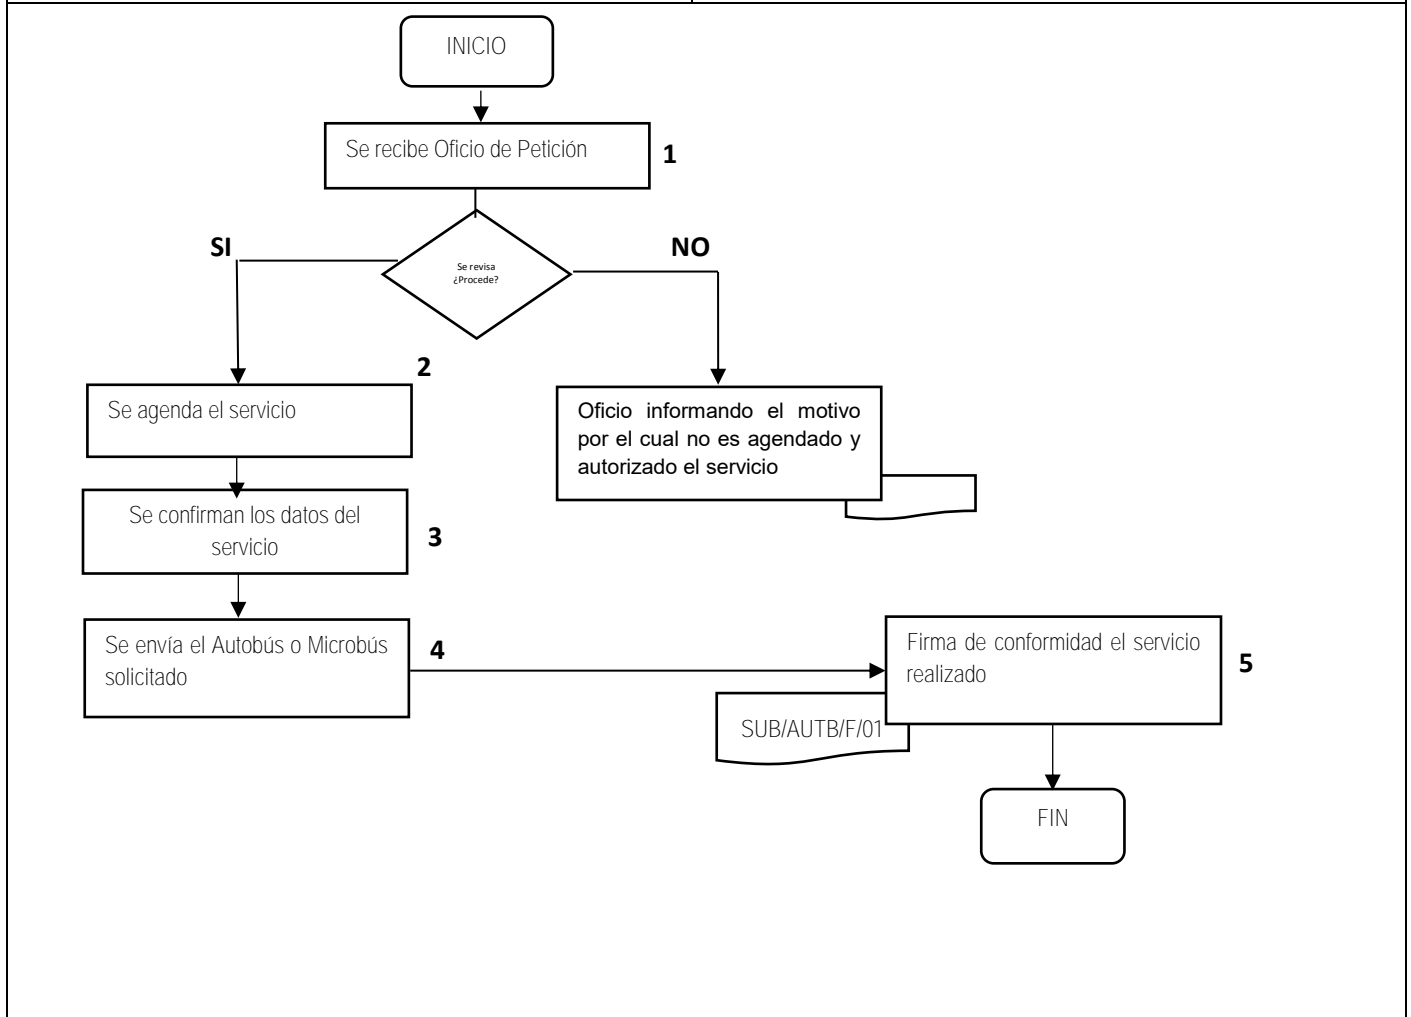 INICIO
Se recibe Oficio de Petición
1
Se revisa
¿Procede?
SI
NO
2
Se agenda el servicio
Oficio informando el motivo
por el cual no es agendado y
autorizado el servicio
Se confirman los datos del
servicio
3
Se envía el Autobús o Microbús
solicitado
4
Firma de conformidad el servicio
realizado
5
SUB/AUTB/F/01
FIN